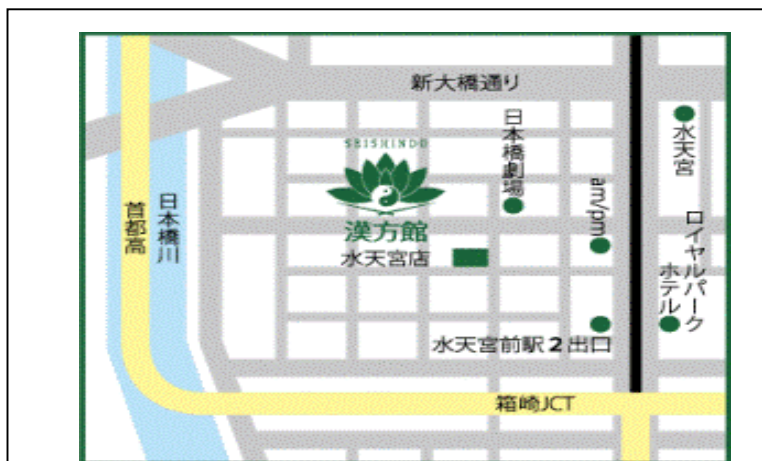 新大橋通り
SEISHINDO
漢方館
水天宮店
日本橋劇場
am/pm
水天宮
ロイヤルパーク
ホテル
日本橋川
首都高
水天宮前駅2出口
箱崎JCT